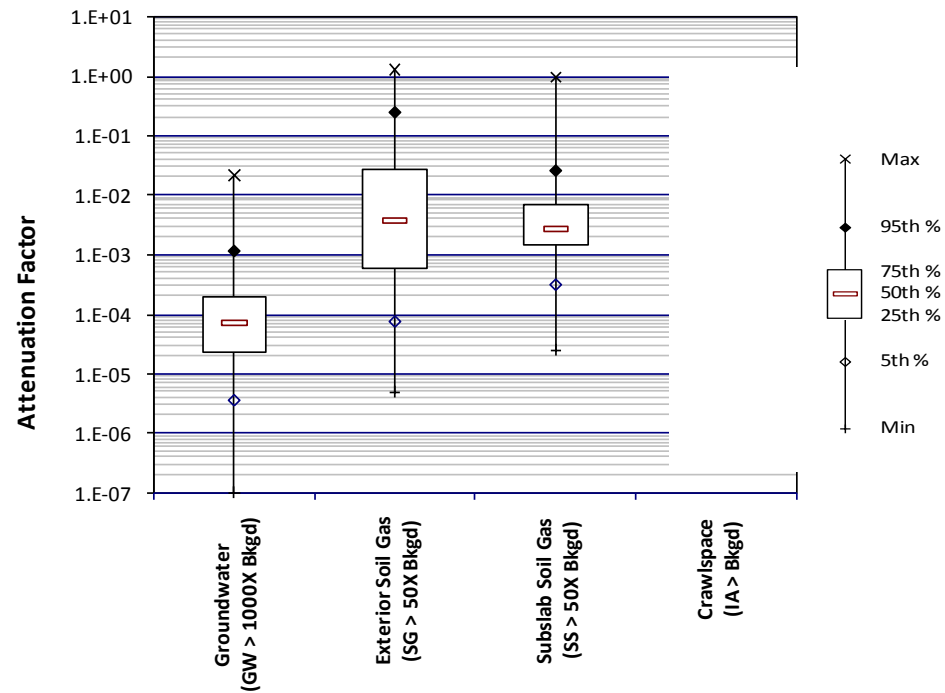 1.E+01
1.E+00
1.E-01
1.E-02
1.E-03
1.E-04
1.E-05
1.E-06
1.E-07
Attenuation Factor
Groundwater
(GW > 1000X Bkgd)
Exterior Soil Gas
(SG > 50X Bkgd)
Subslab Soil Gas
(SS > 50X Bkgd)
Crawlspace
(IA > Bkgd)
Max
95th %
75th %
50th %
25th %
5th %
Min